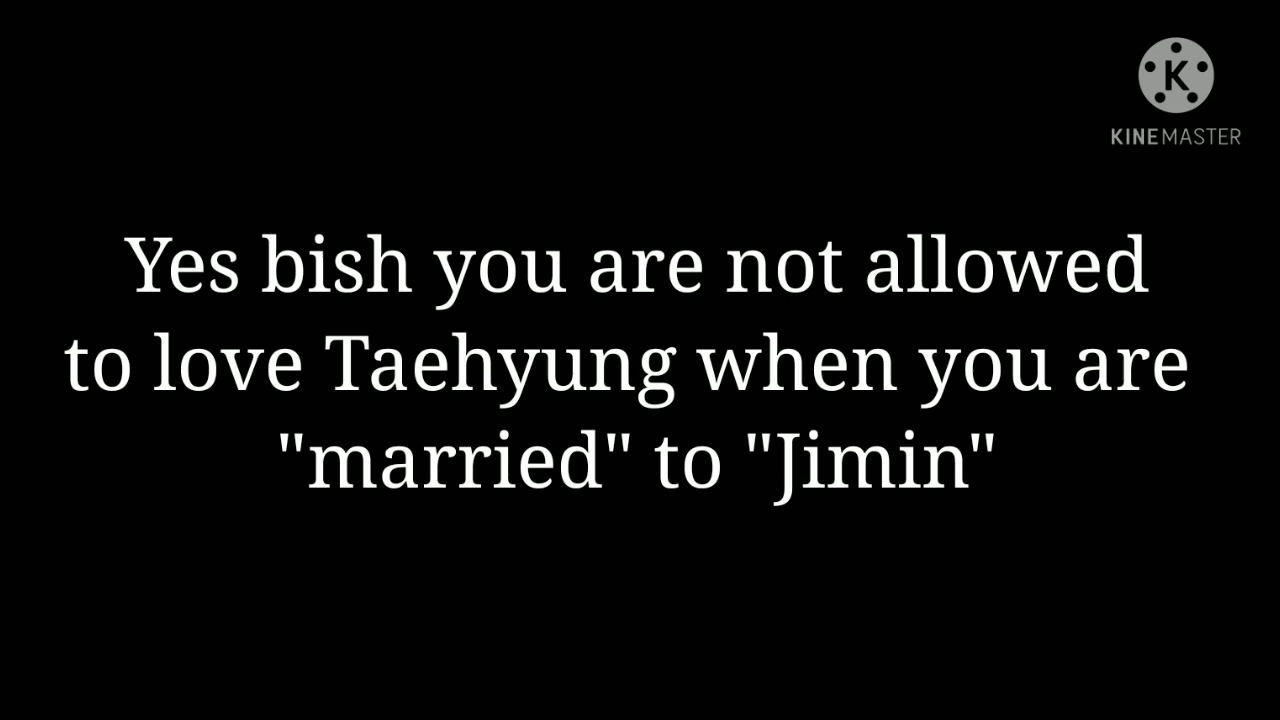 K
KINEMASTER
Yes bish you are not allowed
to love Taehyung when you are
"married" to "Jimin"